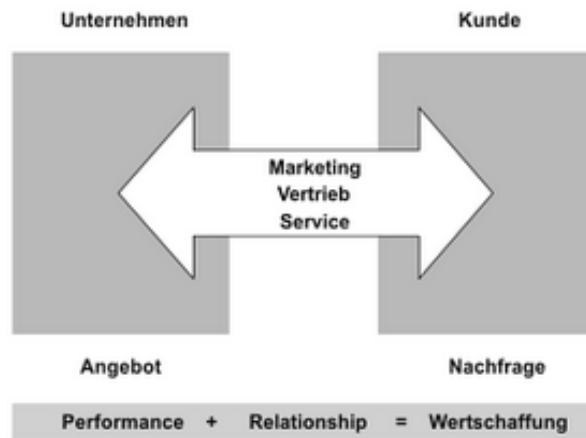 Unternehmen Kunde
Marketing
Vertrieb
Service
Angebot Nachfrage
Performance + Relationship = Wertschaffung